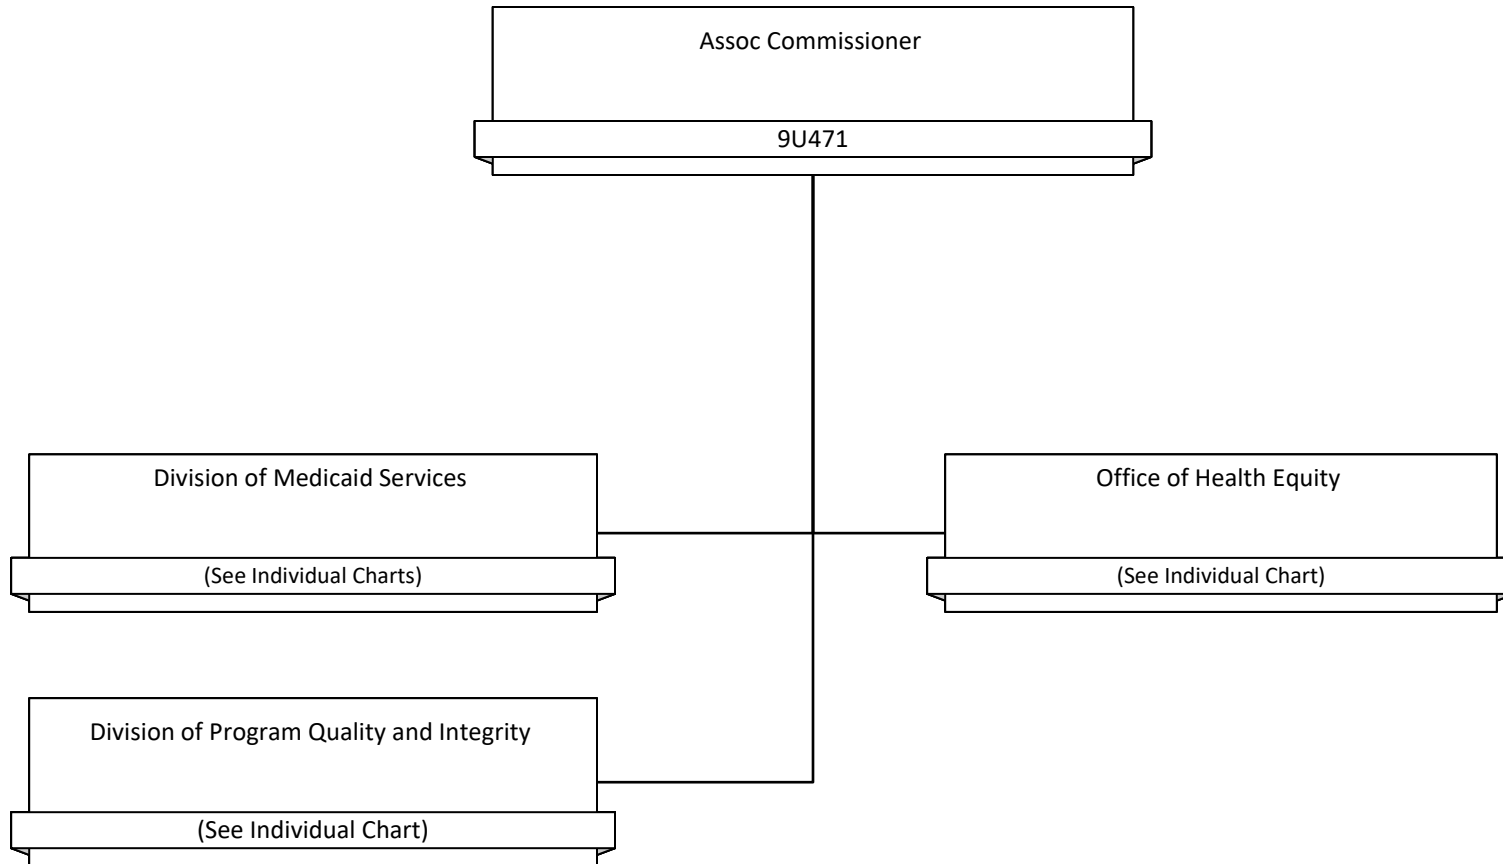 Assoc Commissioner
9U471
Division of Medicaid Services
(See Individual Charts)
Office of Health Equity
(See Individual Chart)
Division of Program Quality and Integrity
(See Individual Chart)